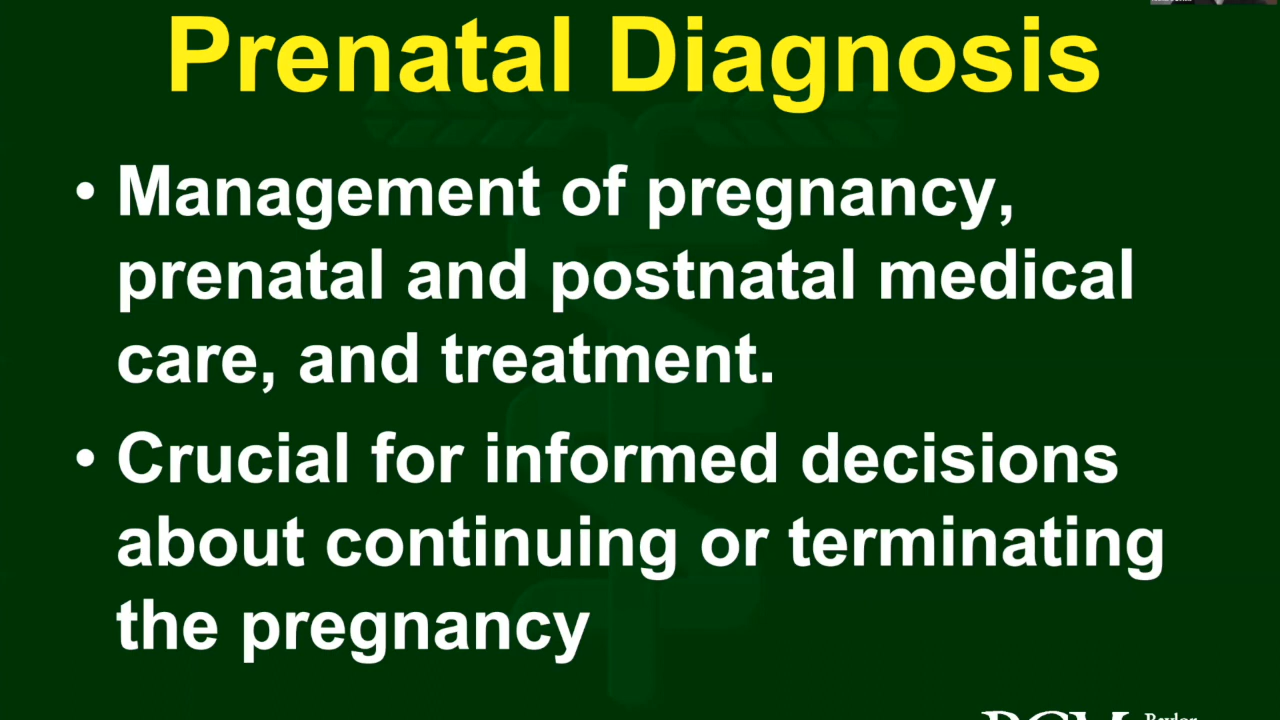 Prenatal Diagnosis
• Management of pregnancy,
prenatal and postnatal medical
care, and treatment.
• Crucial for informed decisions
about continuing or terminating
the pregnancy